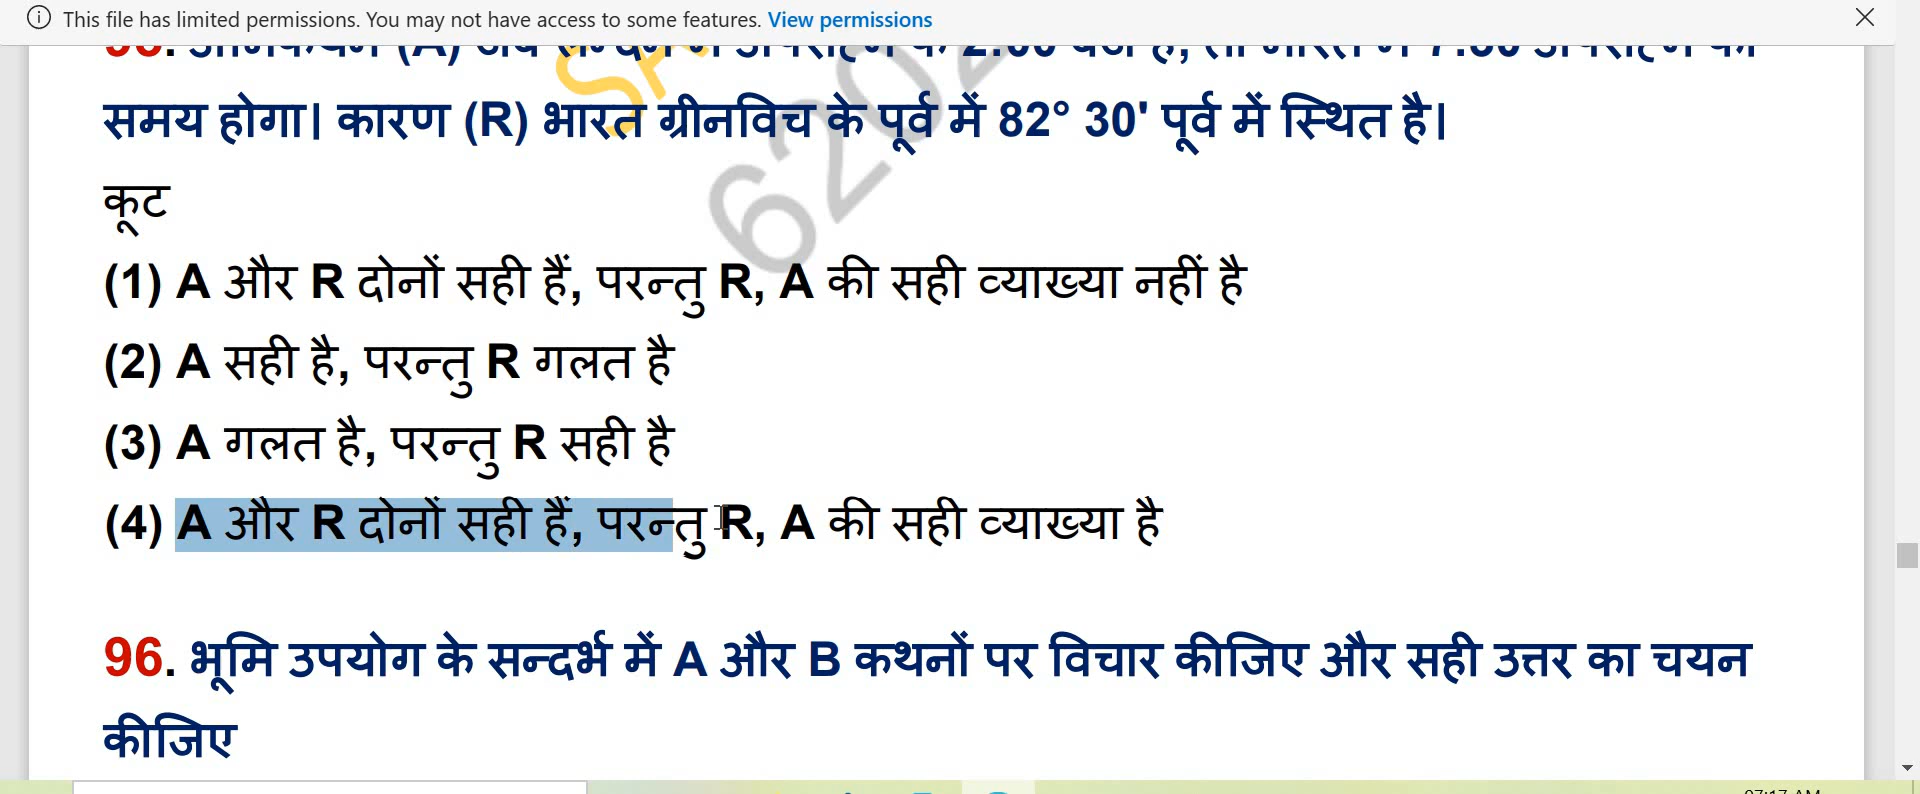 This file has limited permissions. You may not have access to some features. View permissions
समय होगा। कारण (R) भारत ग्रीनविच के पूर्व में 82° 30' पूर्व में स्थित है।
कूट
(1) A और R दोनों सही हैं, परन्तु R, A की सही व्याख्या नहीं है
(2) A सही है, परन्तु R गलत है
(3) A गलत है, परन्तु R सही है
(4) A और R दोनों सही हैं, परन्तु R, A की सही व्याख्या है
96. भूमि उपयोग के सन्दर्भ में A और B कथनों पर विचार कीजिए और सही उत्तर का चयन
कीजिए